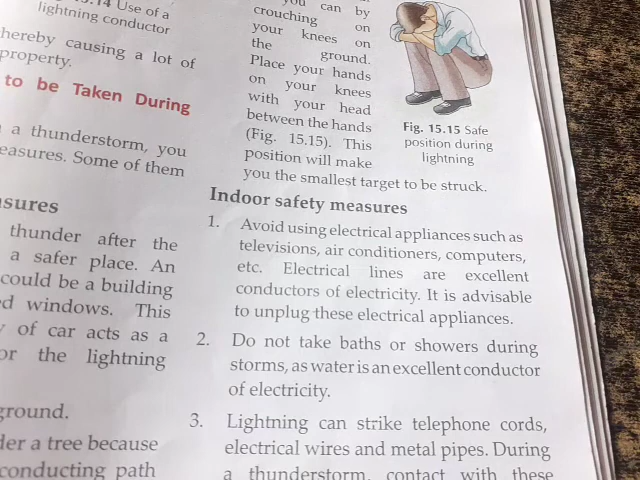 15.14 Use of a
lightning conductor
thereby causing a lot of
property.
to be Taken During
a thunderstorm, you
Some of them
thunder after the
a safer place. An
could be a building
windows. This
of car acts as a
the lightning
a tree because
conducting path
you can by
crouching on
your knees on
the ground.
Place your hands
on your knees
with your head
between the hands
(Fig. 15.15). This
position will make
you the smallest target to be struck.
Fig. 15.15 Safe
position during
lightning
Indoor safety measures
1. Avoid using electrical appliances such as
televisions, air conditioners, computers,
etc. Electrical lines are excellent
conductors of electricity. It is advisable
to unplug these electrical appliances.
2. Do not take baths or showers during
storms, as water is an excellent conductor
of electricity.
3. Lightning can strike telephone cords,
electrical wires and metal pipes. During
a thunderstorm, contact with these